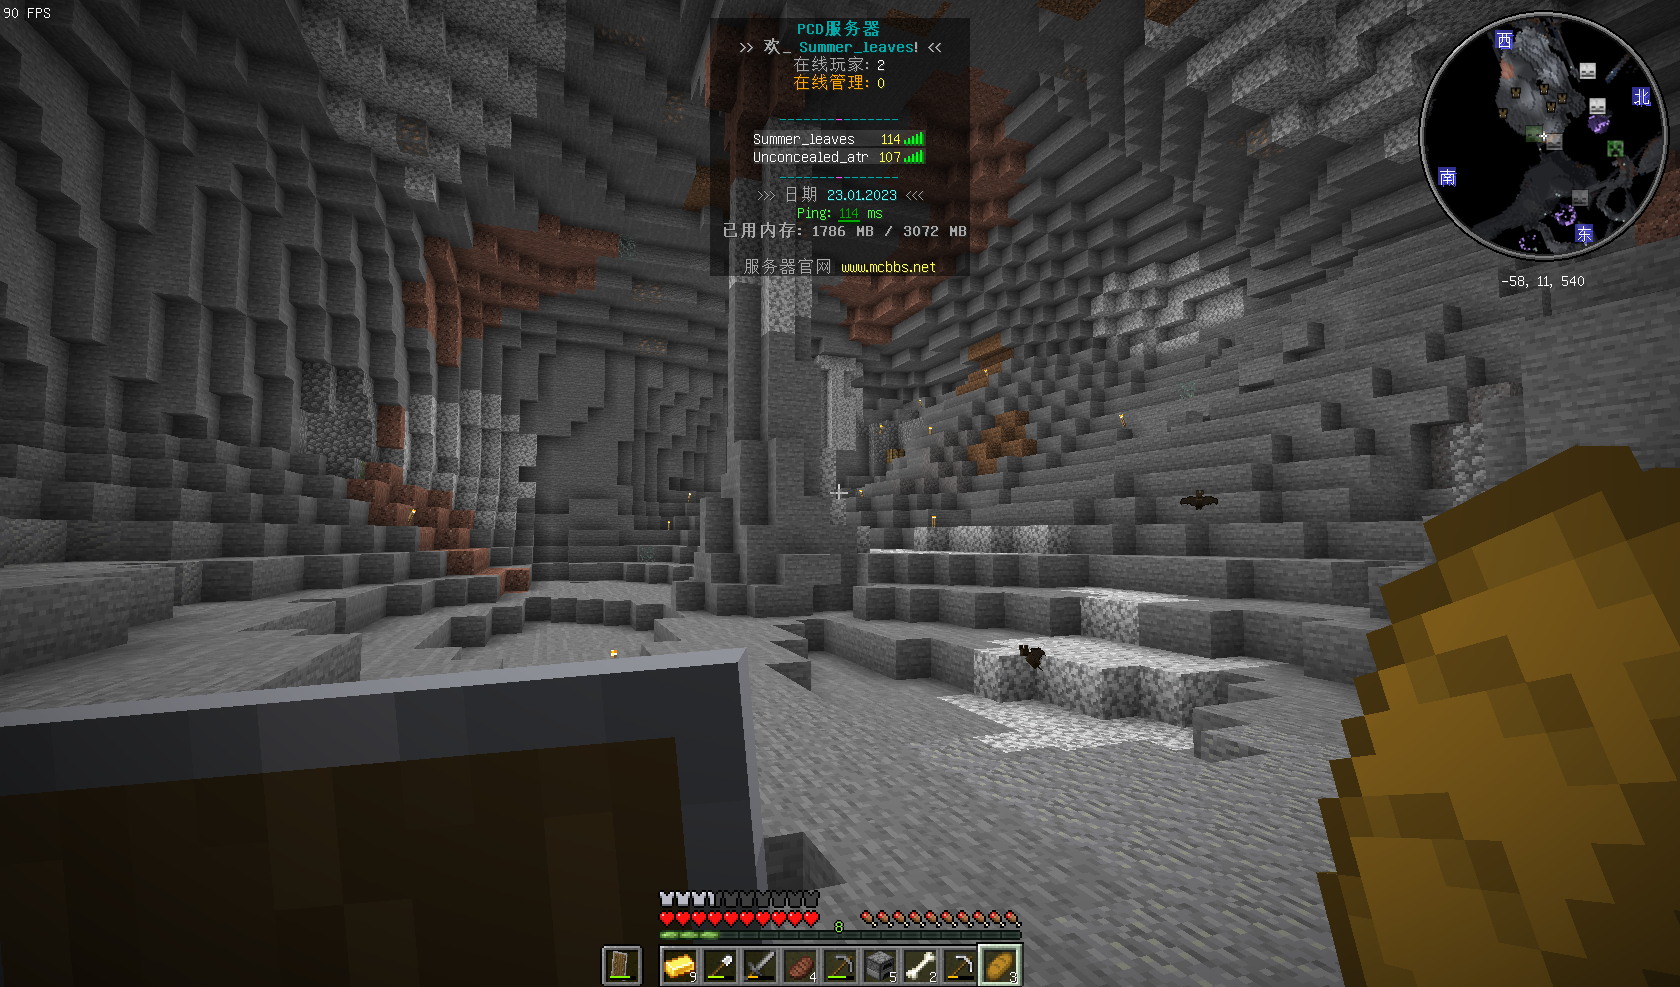 90 FPS
PCD服务器
>> 欢_ Summer_leaves! <<
在线玩家: 2
在线管理: 0
---------------
Summer_leaves 114
Unconcealed_atr 107
---------------
>>> 日期 23.01.2023 <<<
Ping: 114 ms
已用内存: 1786 MB / 3072 MB
服务器官网 www.mcbbs.net
西
北
南
东
-58, 11, 540
8
9
4
5
2
3